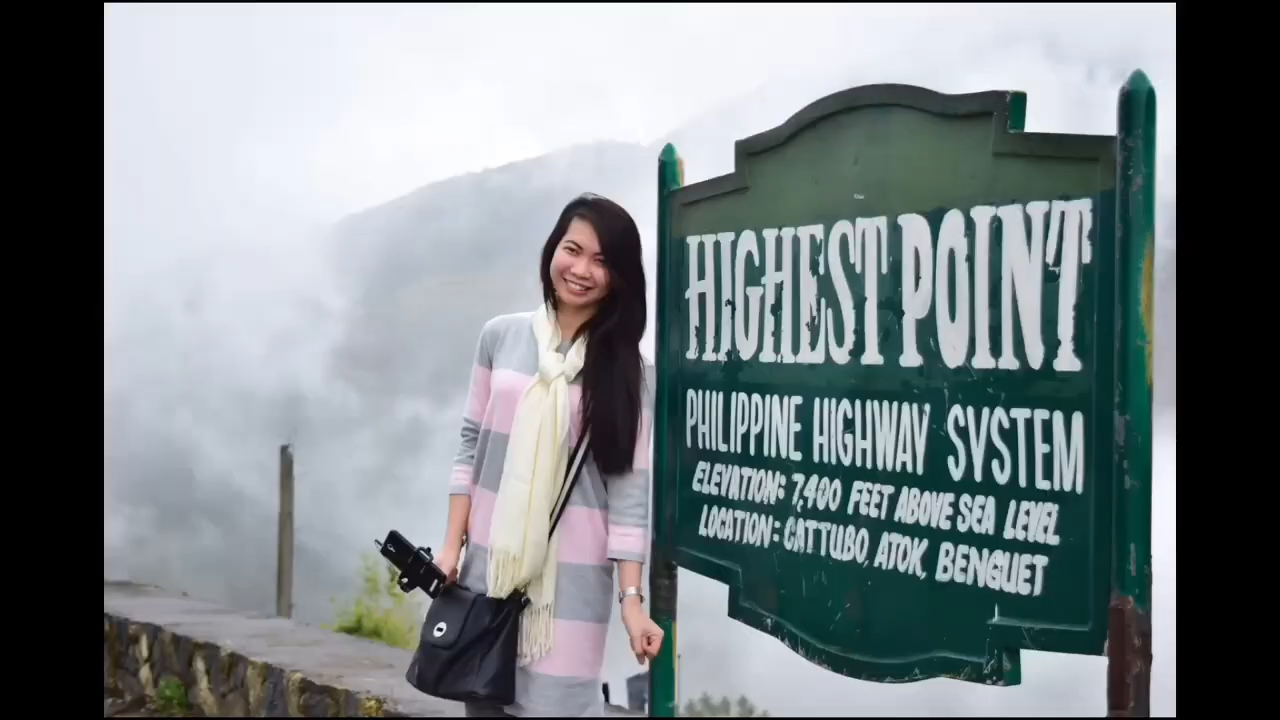 HIGHEST POINT
PHILIPPINE HIGHWAY SYSTEM
ELEVATION: 7,400 FEET ABOVE SEA LEVEL
LOCATION: CATTUBO, ATOK, BENGUET